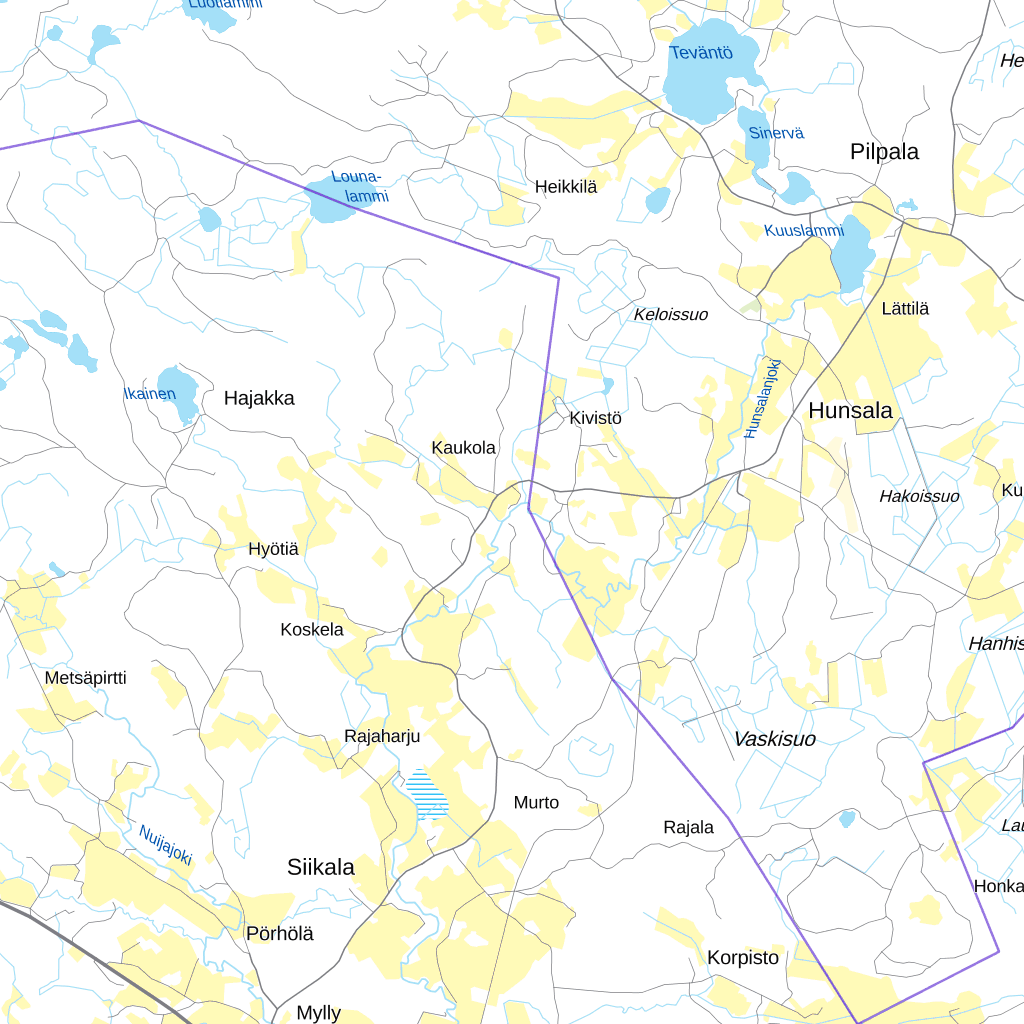 Teväntö
Sinervä
Pilpala
Louna-
lammi
Heikkilä
Kuuslammi
Keloissuo
Lättilä
Ikainen
Hajakka
Hunsalanjoki
Hunsala
Kivistö
Kaukola
Hakoissuo
Hyötiä
Koskela
Metsäpirtti
Rajaharju
Vaskisuo
Murto
Rajala
Nuijajoki
Siikala
Pörhölä
Korpisto
Mylly